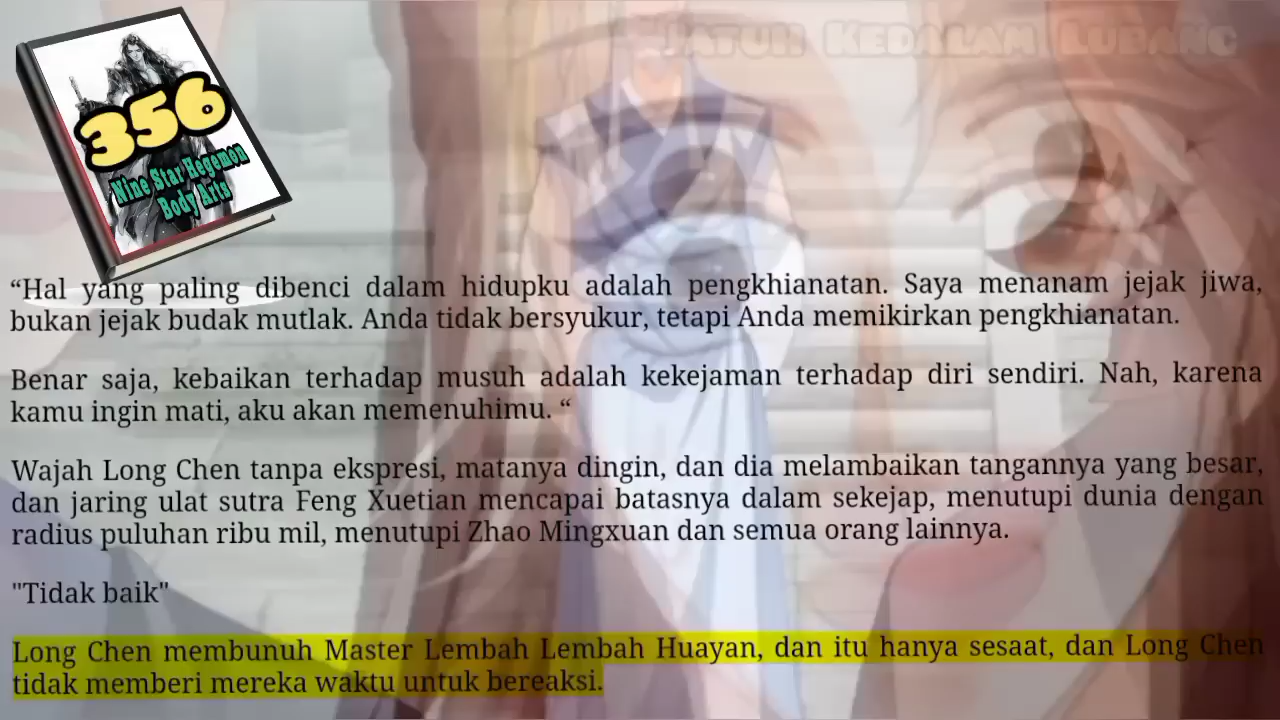 Jatuh Kedalam Lubang
356
Nine Star Hegemon
Body Arts
“Hal yang paling dibenci dalam hidupku adalah pengkhianatan. Saya menanam jejak jiwa,
bukan jejak budak mutlak. Anda tidak bersyukur, tetapi Anda memikirkan pengkhianatan.
Benar saja, kebaikan terhadap musuh adalah kekejaman terhadap diri sendiri. Nah, karena
kamu ingin mati, aku akan memenuhimu. “
Wajah Long Chen tanpa ekspresi, matanya dingin, dan dia melambaikan tangannya yang besar,
dan jaring ulat sutra Feng Xuetian mencapai batasnya dalam sekejap, menutupi dunia dengan
radius puluhan ribu mil, menutupi Zhao Mingxuan dan semua orang lainnya.
"Tidak baik"
Long Chen membunuh Master Lembah Lembah Huayan, dan itu hanya sesaat, dan Long Chen
tidak memberi mereka waktu untuk bereaksi.